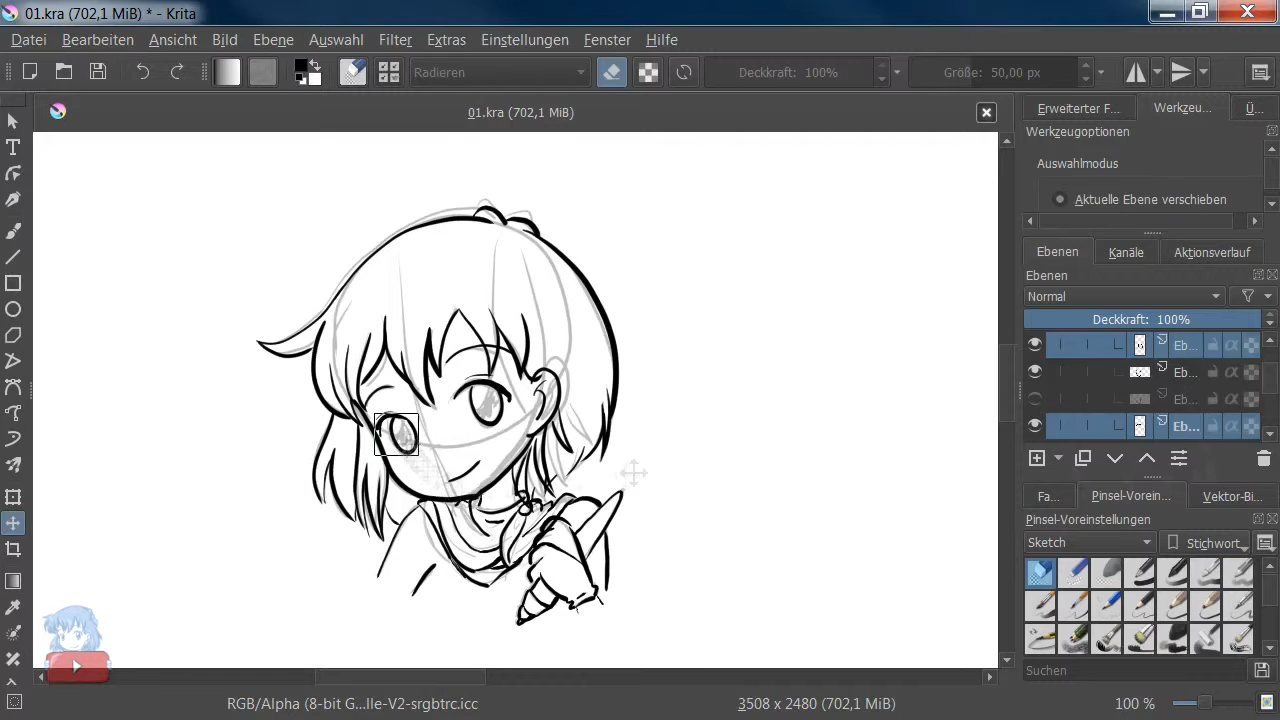 01.kra (702,1 MiB) * - Krita
Datei Bearbeiten Ansicht Bild Ebene Auswahl Filter Extras Einstellungen Fenster Hilfe
Radieren Deckkraft: 100% Größe: 50,00 px
01.kra (702,1 MiB)
Erweiterter F... Werkzeu... Ü...
Werkzeugoptionen
Auswahlmodus
Aktuelle Ebene verschieben
Ebenen Kanäle Aktionsverlauf
Ebenen
Normal
Deckkraft: 100%
Eb...
Eb...
Eb...
Eb...
Fa... Pinsel-Vorein... Vektor-Bi...
Pinsel-Voreinstellungen
Sketch Stichwort
Suchen
RGB/Alpha (8-bit G...lle-V2-srgbtrc.icc 3508 x 2480 (702,1 MiB) 100 %